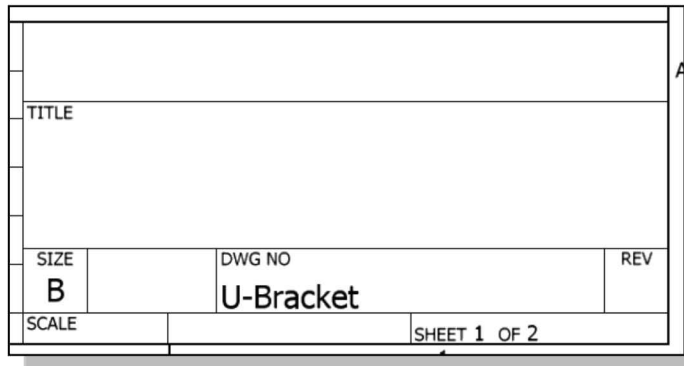 A
TITLE
SIZE
DWG NO
REV
B
U-Bracket
SCALE
SHEET 1 OF 2